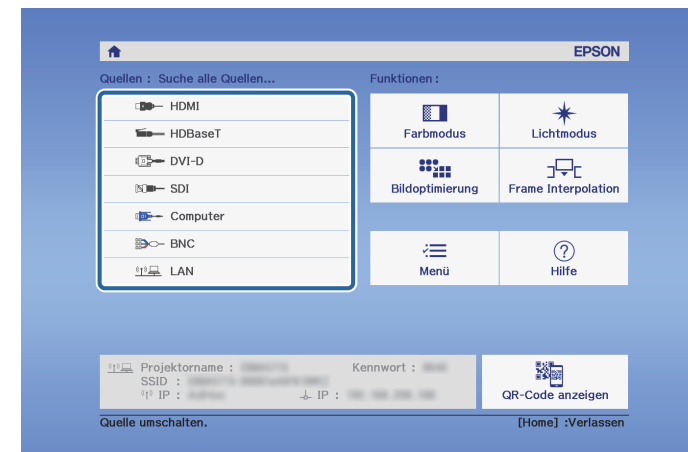 EPSON
Quellen : Suche alle Quellen...
Funktionen :
HDMI
HDBaseT
DVI-D
SDI
Computer
BNC
LAN
Farbmodus
Lichtmodus
Bildoptimierung
Frame Interpolation
Menü
Hilfe
Projektorname :
Kennwort :
SSID :
IP :
IP :
QR-Code anzeigen
Quelle umschalten.
[Home] :Verlassen